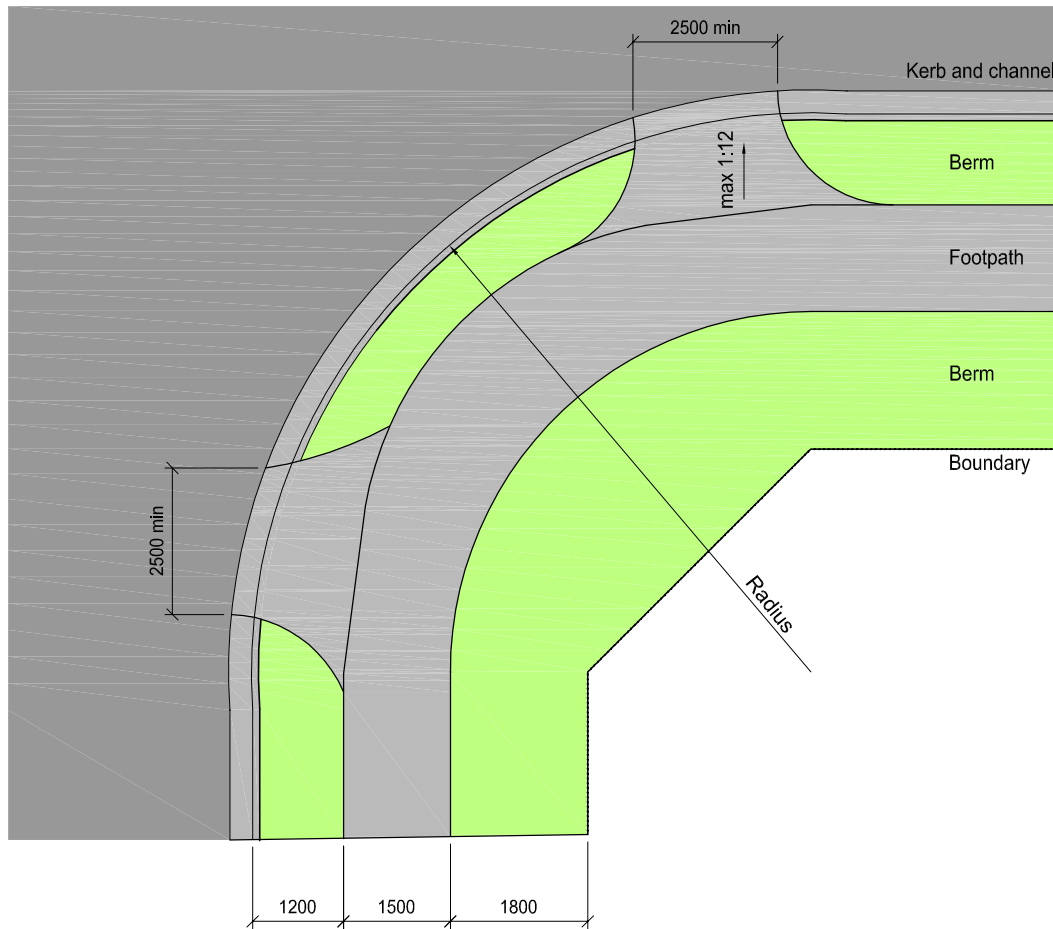 2500 min
Kerb and channel
max 1:12
Berm
Footpath
Berm
Boundary
2500 min
Radius
1200
1500
1800